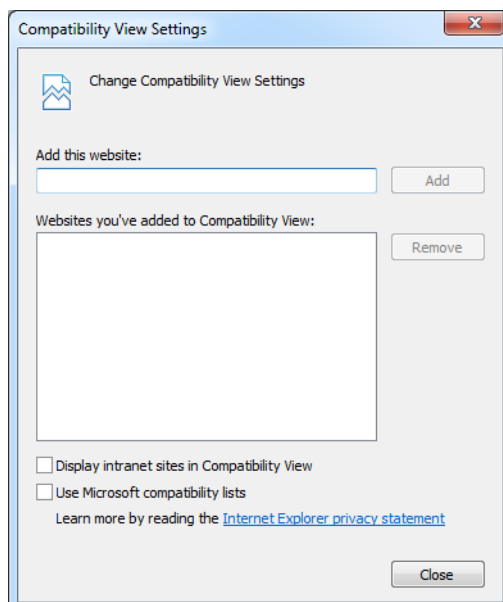 Compatibility View Settings
Change Compatibility View Settings
Add this website:
Add
Websites you've added to Compatibility View:
Remove
Display intranet sites in Compatibility View
Use Microsoft compatibility lists
Learn more by reading the Internet Explorer privacy statement
Close